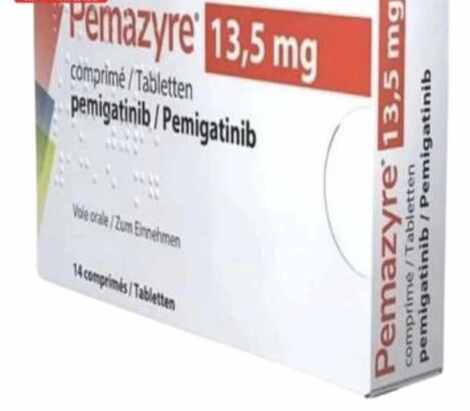 Pemazyre® 13,5 mg
comprimé / Tabletten
pemigatinib / Pemigatinib
Voie orale / Zum Einnehmen
14 comprimés / Tabletten
Pemazyre® 13,5 mg
comprimé / Tabletten
pemigatinib / Pemigatinib